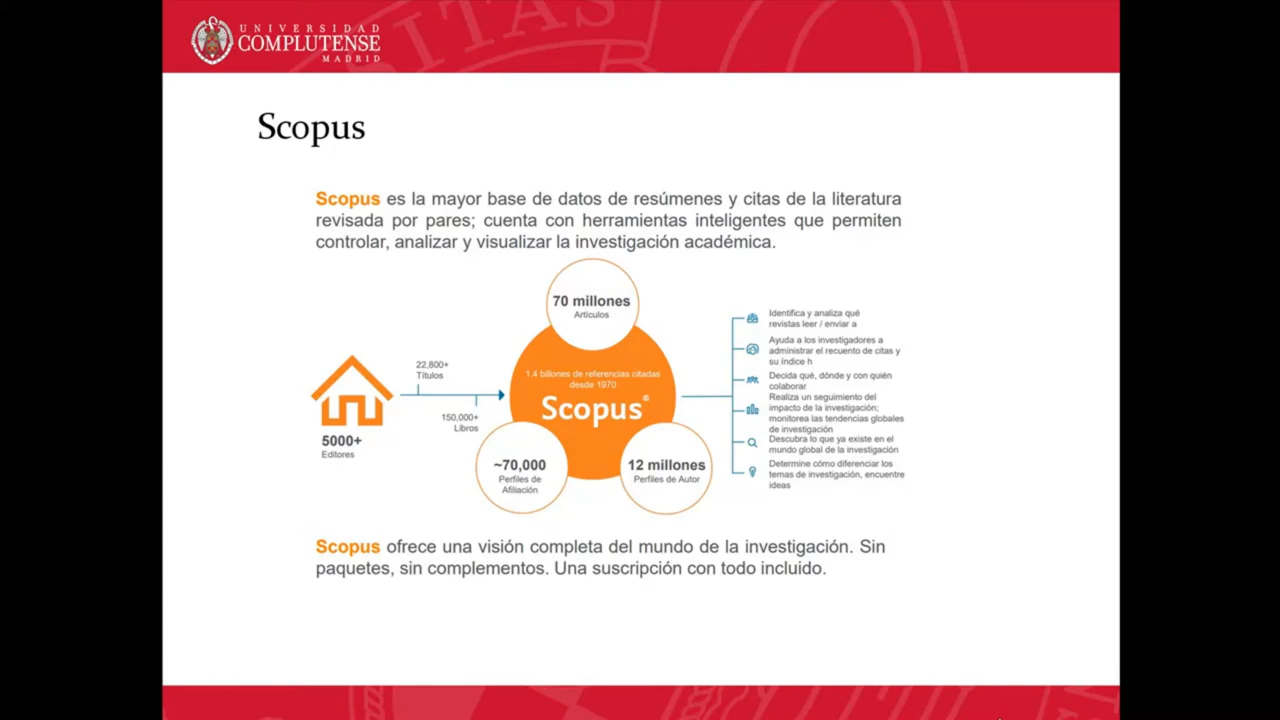 UNIVERSIDAD
COMPLUTENSE
MADRID
Scopus
Scopus es la mayor base de datos de resúmenes y citas de la literatura
revisada por pares; cuenta con herramientas inteligentes que permiten
controlar, analizar y visualizar la investigación académica.
5000+
Editores
22,800+
Títulos
150,000+
Libros
70 millones
Artículos
1.4 billones de referencias citadas
desde 1970
Scopus®
~70,000
Perfiles de
Afiliación
12 millones
Perfiles de Autor
Identifica y analiza qué
revistas leer / enviar a
Ayuda a los investigadores a
administrar el recuento de citas y
su índice h
Decida qué, dónde y con quién
colaborar
Realiza un seguimiento del
impacto de la investigación;
monitorea las tendencias globales
de investigación
Descubra lo que ya existe en el
mundo global de la investigación
Determine cómo diferenciar los
temas de investigación, encuentre
ideas
Scopus ofrece una visión completa del mundo de la investigación. Sin
paquetes, sin complementos. Una suscripción con todo incluido.